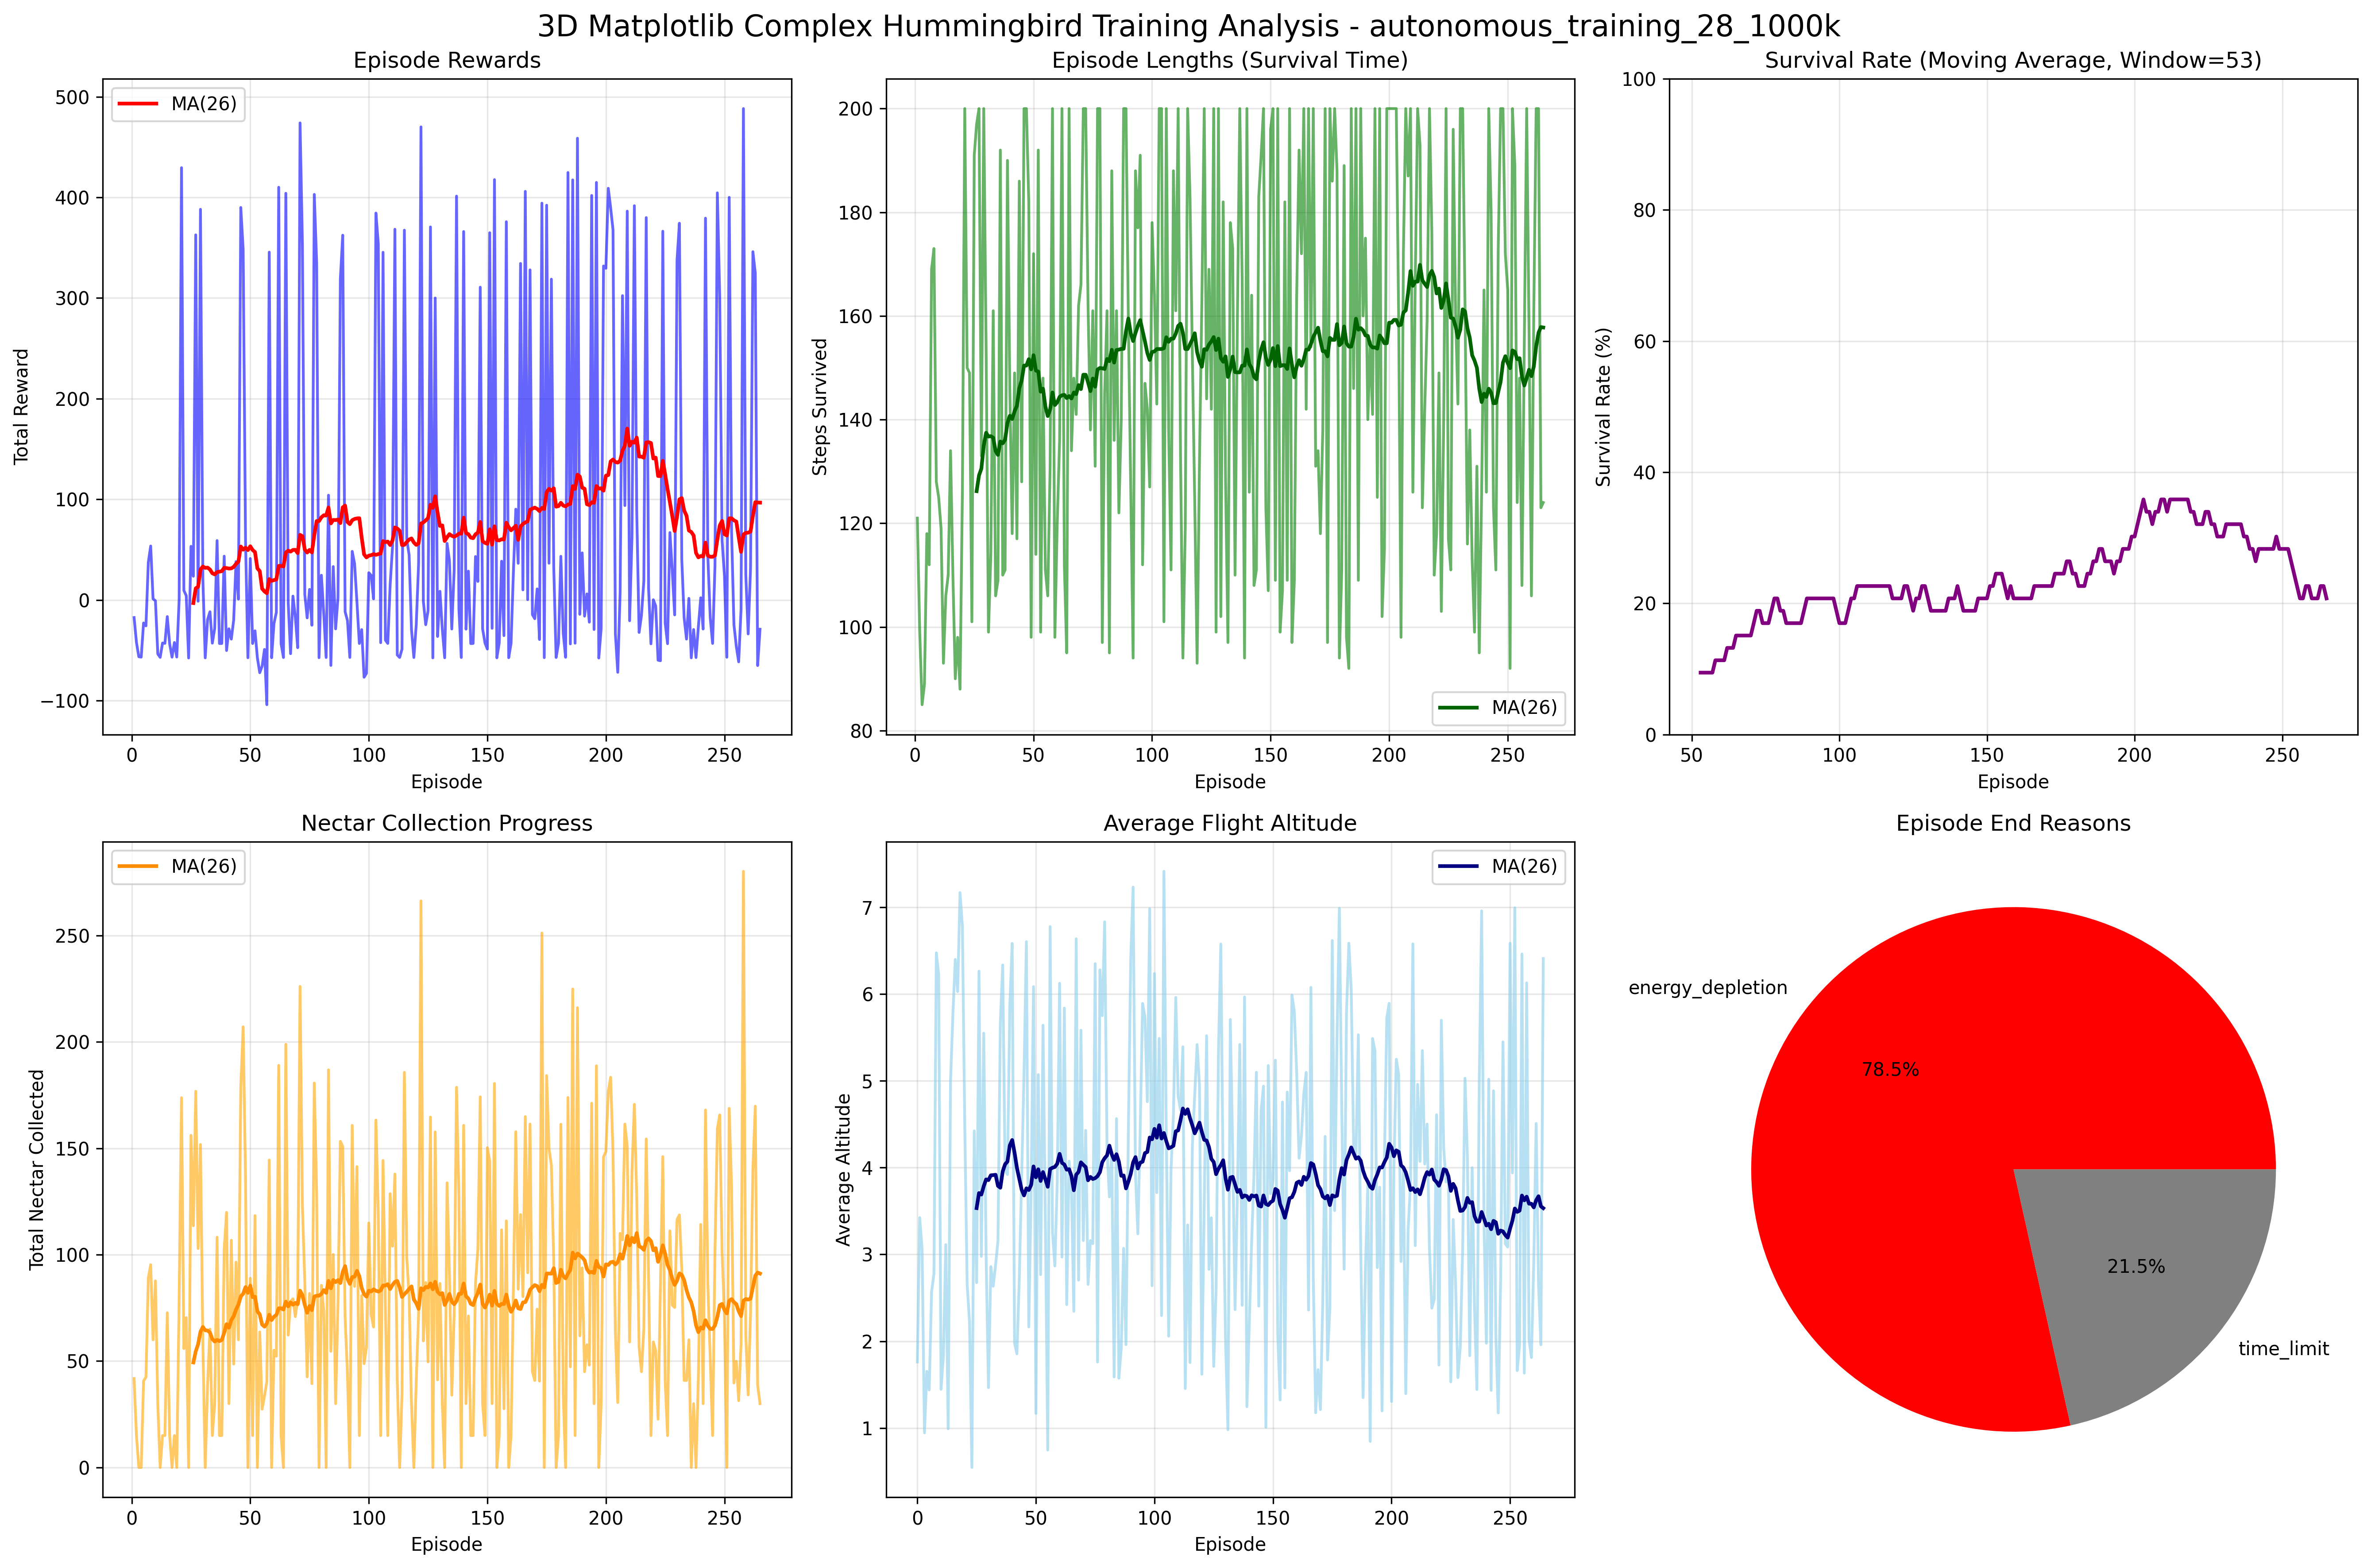 3D Matplotlib Complex Hummingbird Training Analysis - autonomous_training_28_1000k
Episode Rewards
MA(26)
500
400
300
200
100
0
−100
Total Reward
0
50
100
150
200
250
Episode
Episode Lengths (Survival Time)
MA(26)
200
180
160
140
120
100
80
Steps Survived
0
50
100
150
200
250
Episode
Survival Rate (Moving Average, Window=53)
100
80
60
40
20
0
Survival Rate (%)
50
100
150
200
250
Episode
Nectar Collection Progress
MA(26)
250
200
150
100
50
0
Total Nectar Collected
0
50
100
150
200
250
Episode
Average Flight Altitude
MA(26)
7
6
5
4
3
2
1
Average Altitude
0
50
100
150
200
250
Episode
Episode End Reasons
energy_depletion
78.5%
21.5%
time_limit